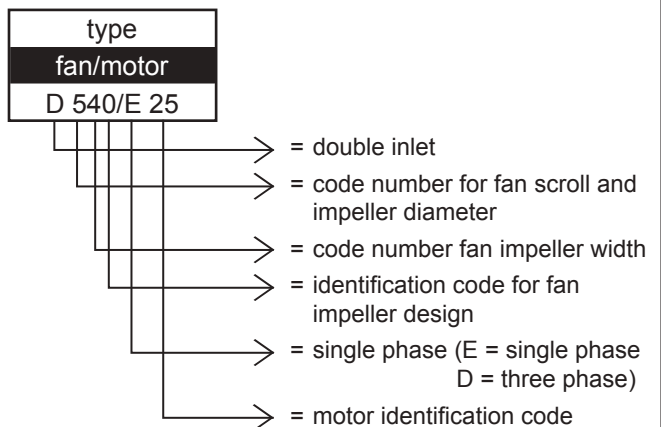 type
fan/motor
D 540/E 25
= double inlet
= code number for fan scroll and
impeller diameter
= code number fan impeller width
= identification code for fan
impeller design
= single phase (E = single phase
D = three phase)
= motor identification code